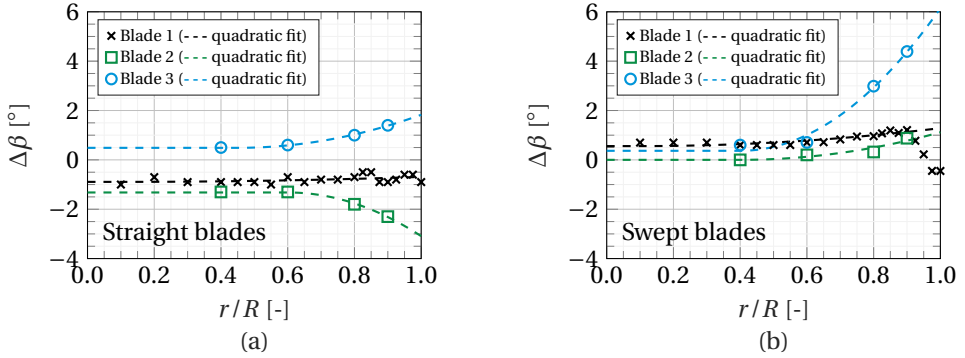 6
4
2
0
−2
−4
Δβ [°]
× Blade 1 (--- quadratic fit)
Blade 2 (--- quadratic fit)
Blade 3 (--- quadratic fit)
Straight blades
0.0 0.2 0.4 0.6 0.8 1.0
r/R [-]
(a)
6
4
2
0
−2
−4
Δβ [°]
× Blade 1 (--- quadratic fit)
Blade 2 (--- quadratic fit)
Blade 3 (--- quadratic fit)
Swept blades
0.0 0.2 0.4 0.6 0.8 1.0
r/R [-]
(b)